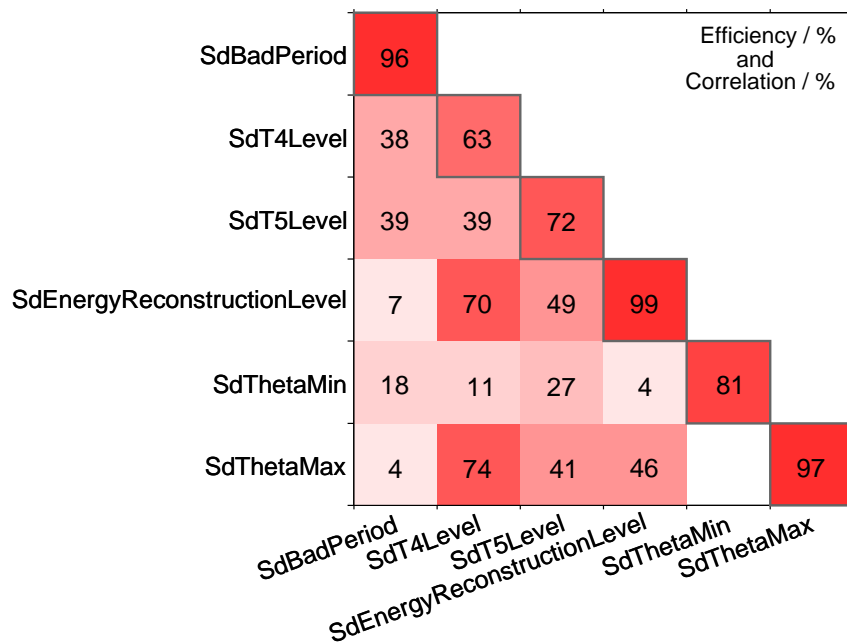 Efficiency / %
and
Correlation / %
SdBadPeriod 96
SdT4Level 38 63
SdT5Level 39 39 72
SdEnergyReconstructionLevel 7 70 49 99
SdThetaMin 18 11 27 4 81
SdThetaMax 4 74 41 46 97
SdBadPeriod
SdT4Level
SdT5Level
SdEnergyReconstructionLevel
SdThetaMin
SdThetaMax